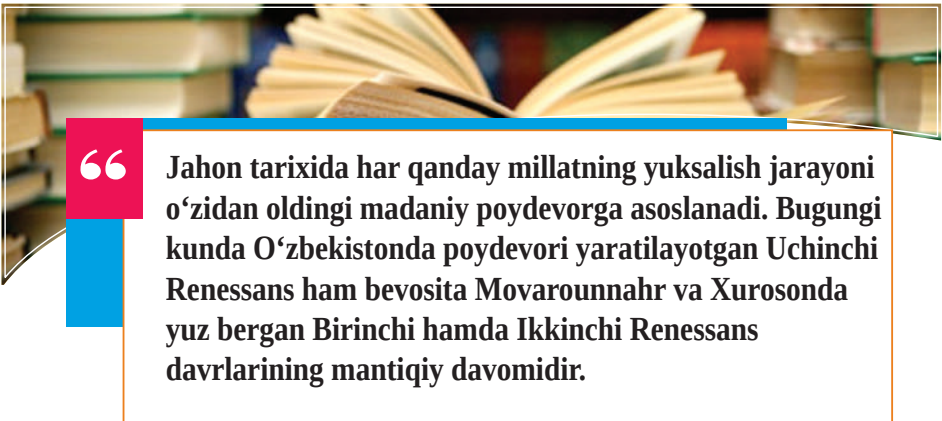 “
Jahon tarixida har qanday millatning yuksalish jarayoni
o‘zidan oldingi madaniy poydevorga asoslanadi. Bugungi
kunda O‘zbekistonda poydevori yaratilayotgan Uchinchi
Renessans ham bevosita Movarounnahr va Xurosonda
yuz bergan Birinchi hamda Ikkinchi Renessans
davrlarining mantiqiy davomidir.